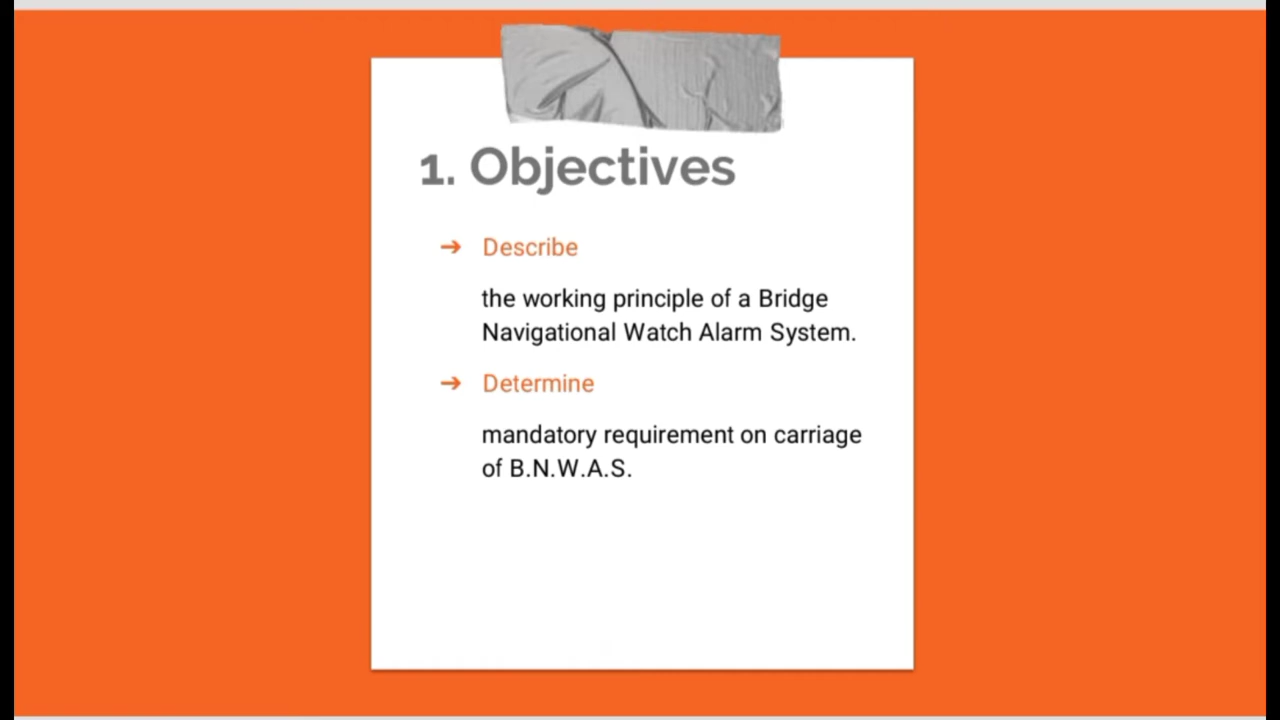 1. Objectives
➔ Describe
the working principle of a Bridge
Navigational Watch Alarm System.
➔ Determine
mandatory requirement on carriage
of B.N.W.A.S.